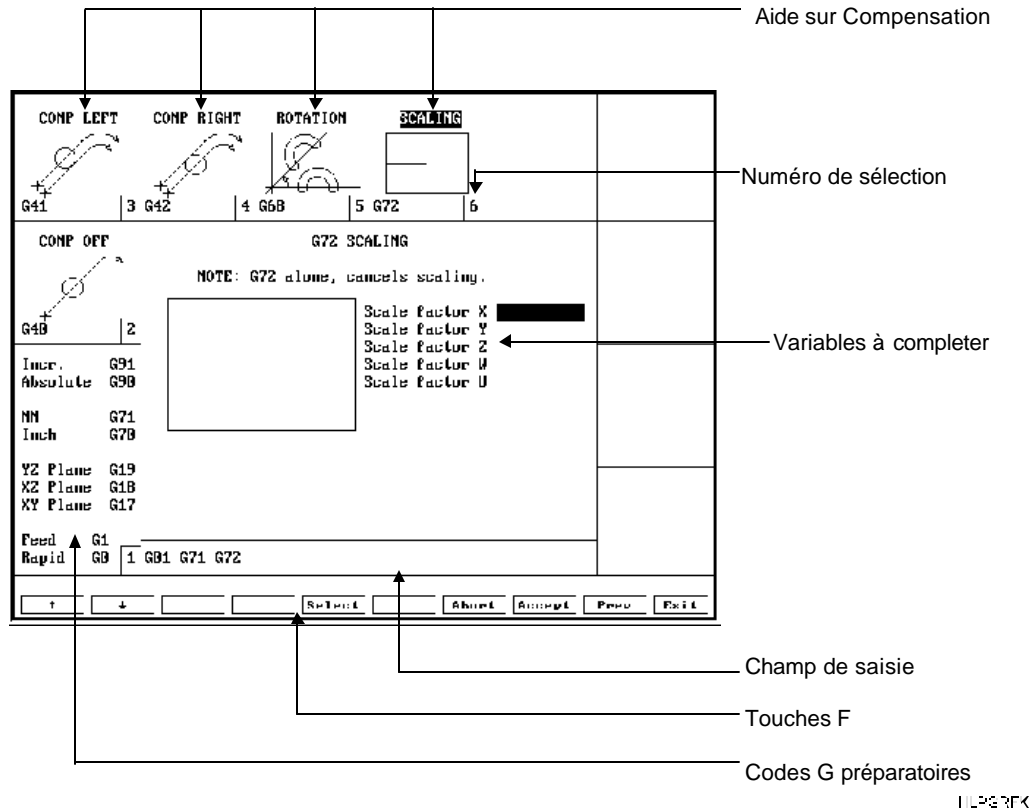 Aide sur Compensation
COMP LEFT COMP RIGHT ROTATION SCALING
Numéro de sélection
G41 3 G42 4 G68 5 G72 6
COMP OFF G72 SCALING
NOTE: G72 alone, cancels scaling.
Scale factor X
G40 2 Scale factor Y
Scale factor Z
Variables à completer
Incr. G91 Scale factor W
Absolute G90 Scale factor U
MM G71
Inch G70
YZ Plane G19
XZ Plane G18
XY Plane G17
Feed G1
Rapid G0 1 G01 G71 G72
↑ ↓ Select Abort Accept Prev Exit
Champ de saisie
Touches F
Codes G préparatoires